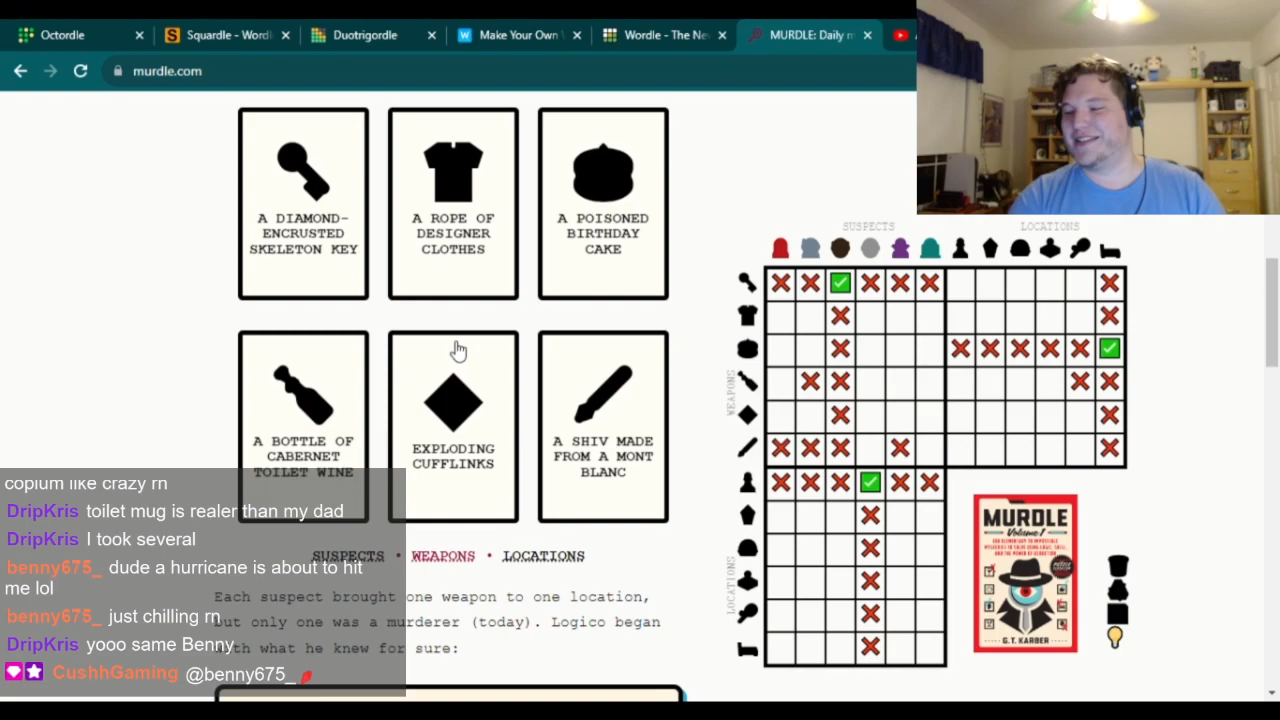 Octordle
Squardle - Wordl
Duotrigordle
Make Your Own
Wordle - The Ne
MURDLE: Daily m
murdle.com
A DIAMOND-
ENCRUSTED
SKELETON KEY
A ROPE OF
DESIGNER
CLOTHES
A POISONED
BIRTHDAY
CAKE
A BOTTLE OF
CABERNET
TOILET WINE
EXPLODING
CUFFLINKS
A SHIV MADE
FROM A MONT
BLANC
SUSPECTS • WEAPONS • LOCATIONS
Each suspect brought one weapon to one location,
but only one was a murderer (today). Logico began
with what he knew for sure:
SUSPECTS
LOCATIONS
WEAPONS
LOCATIONS
MURDLE
Volume 1
G.T. KARBER
copium like crazy rn
DripKris toilet mug is realer than my dad
DripKris I took several
benny675_ dude a hurricane is about to hit
me lol
benny675_ just chilling rn
DripKris yooo same Benny
CushhGaming @benny675_